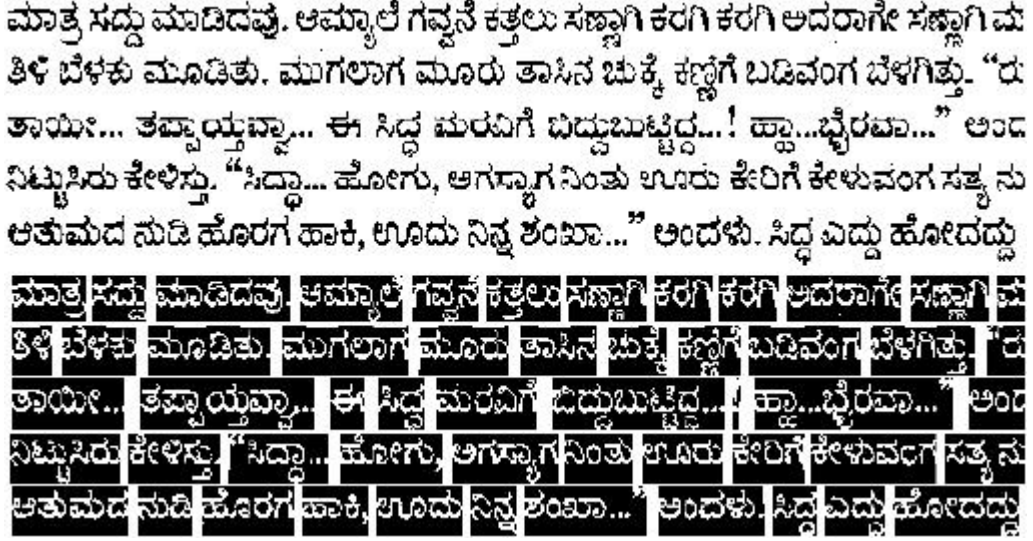 ಮಾತ್ರ ಸದ್ದು ಮಾಡಿದವು. ಆಮ್ಯಾಲೆ ಗವ್ವನೆ ಕತ್ತಲು ಸಣ್ಣಾಗಿ ಕರಗಿ ಕರಗಿ ಅದರಾಗೇ ಸಣ್ಣಾಗಿ ಮ
ತಿಳಿ ಬೆಳಕು ಮೂಡಿತು. ಮುಗಲಾಗ ಮೂರು ತಾಸಿನ ಚುಕ್ಕೆ ಕಣ್ಣಿಗೆ ಬಡಿವಂಗ ಬೆಳಗಿತ್ತು. “ರು
ತಾಯೀ... ತಪ್ಪಾಯ್ತವ್ವಾ... ಈ ಸಿದ್ಧ ಮರವಿಗೆ ಬಿದ್ದುಬುಟ್ಟಿದ್ದ...! ಹ್ಹಾ...ಭೈರವಾ...” ಅಂದ
ನಿಟ್ಟುಸಿರು ಕೇಳಿಸ್ತು. “ಸಿದ್ಧಾ... ಹೋಗು, ಅಗಸ್ಯಾಗ ನಿಂತು ಊರು ಕೇರಿಗೆ ಕೇಳುವಂಗ ಸತ್ಯ ನು
ಆತುಮದ ನುಡಿ ಹೊರಗ ಹಾಕಿ, ಊದು ನಿನ್ನ ಶಂಖಾ...” ಅಂದಳು. ಸಿದ್ಧ ಎದ್ದು ಹೋದದ್ದು
ಮಾತ್ರ ಸದ್ದು ಮಾಡಿದವು. ಆಮ್ಯಾಲೆ ಗವ್ವನೆ ಕತ್ತಲು ಸಣ್ಣಾಗಿ ಕರಗಿ ಕರಗಿ ಅದರಾಗೇ ಸಣ್ಣಾಗಿ ಮ
ತಿಳಿ ಬೆಳಕು ಮೂಡಿತು. ಮುಗಲಾಗ ಮೂರು ತಾಸಿನ ಚುಕ್ಕೆ ಕಣ್ಣಿಗೆ ಬಡಿವಂಗ ಬೆಳಗಿತ್ತು. “ರು
ತಾಯೀ... ತಪ್ಪಾಯ್ತವ್ವಾ... ಈ ಸಿದ್ಧ ಮರವಿಗೆ ಬಿದ್ದುಬುಟ್ಟಿದ್ದ...! ಹ್ಹಾ...ಭೈರವಾ...” ಅಂದ
ನಿಟ್ಟುಸಿರು ಕೇಳಿಸ್ತು. “ಸಿದ್ಧಾ... ಹೋಗು, ಅಗಸ್ಯಾಗ ನಿಂತು ಊರು ಕೇರಿಗೆ ಕೇಳುವಂಗ ಸತ್ಯ ನು
ಆತುಮದ ನುಡಿ ಹೊರಗ ಹಾಕಿ, ಊದು ನಿನ್ನ ಶಂಖಾ...” ಅಂದಳು. ಸಿದ್ಧ ಎದ್ದು ಹೋದದ್ದು